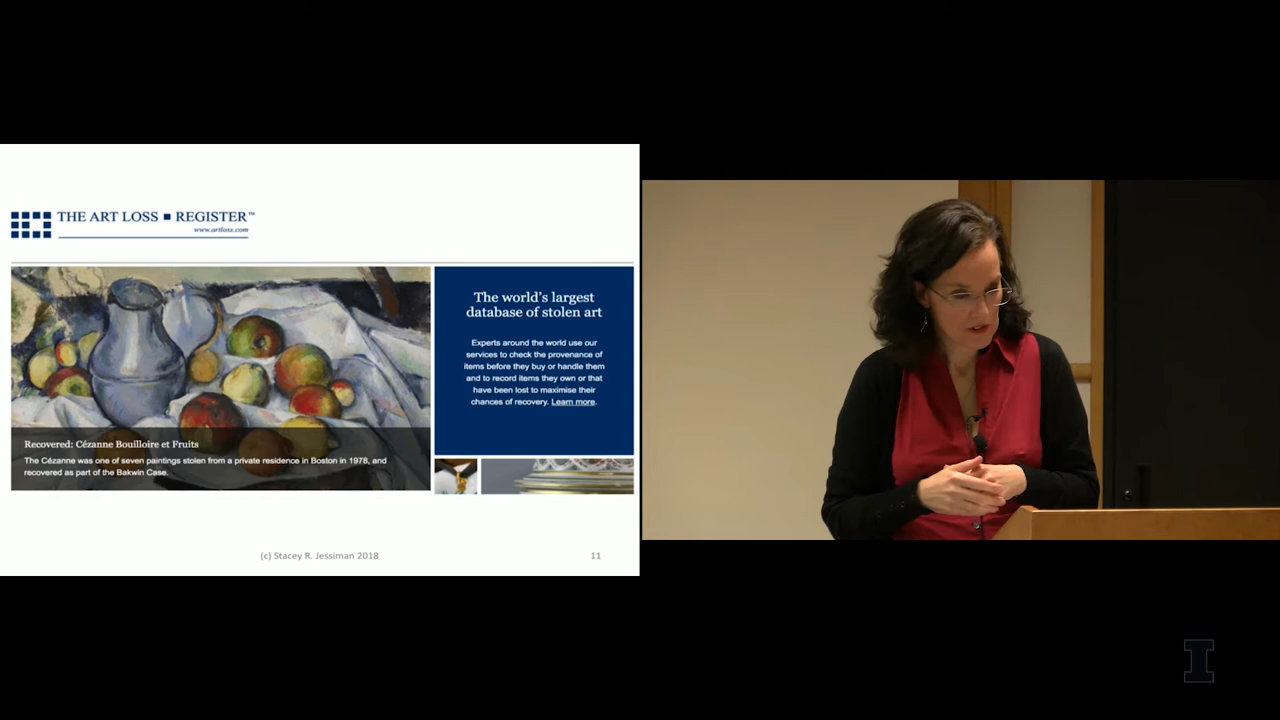 THE ART LOSS ■ REGISTER™
www.artloss.com
The world's largest
database of stolen art
Experts around the world use our
services to check the provenance of
items before they buy or handle them
and to record items they own or that
have been lost to maximise their
chances of recovery. Learn more.
Recovered: Cézanne Bouilloire et Fruits
The Cézanne was one of seven paintings stolen from a private residence in Boston in 1978, and
recovered as part of the Bakwin Case.
(c) Stacey R. Jessiman 2018
11
I